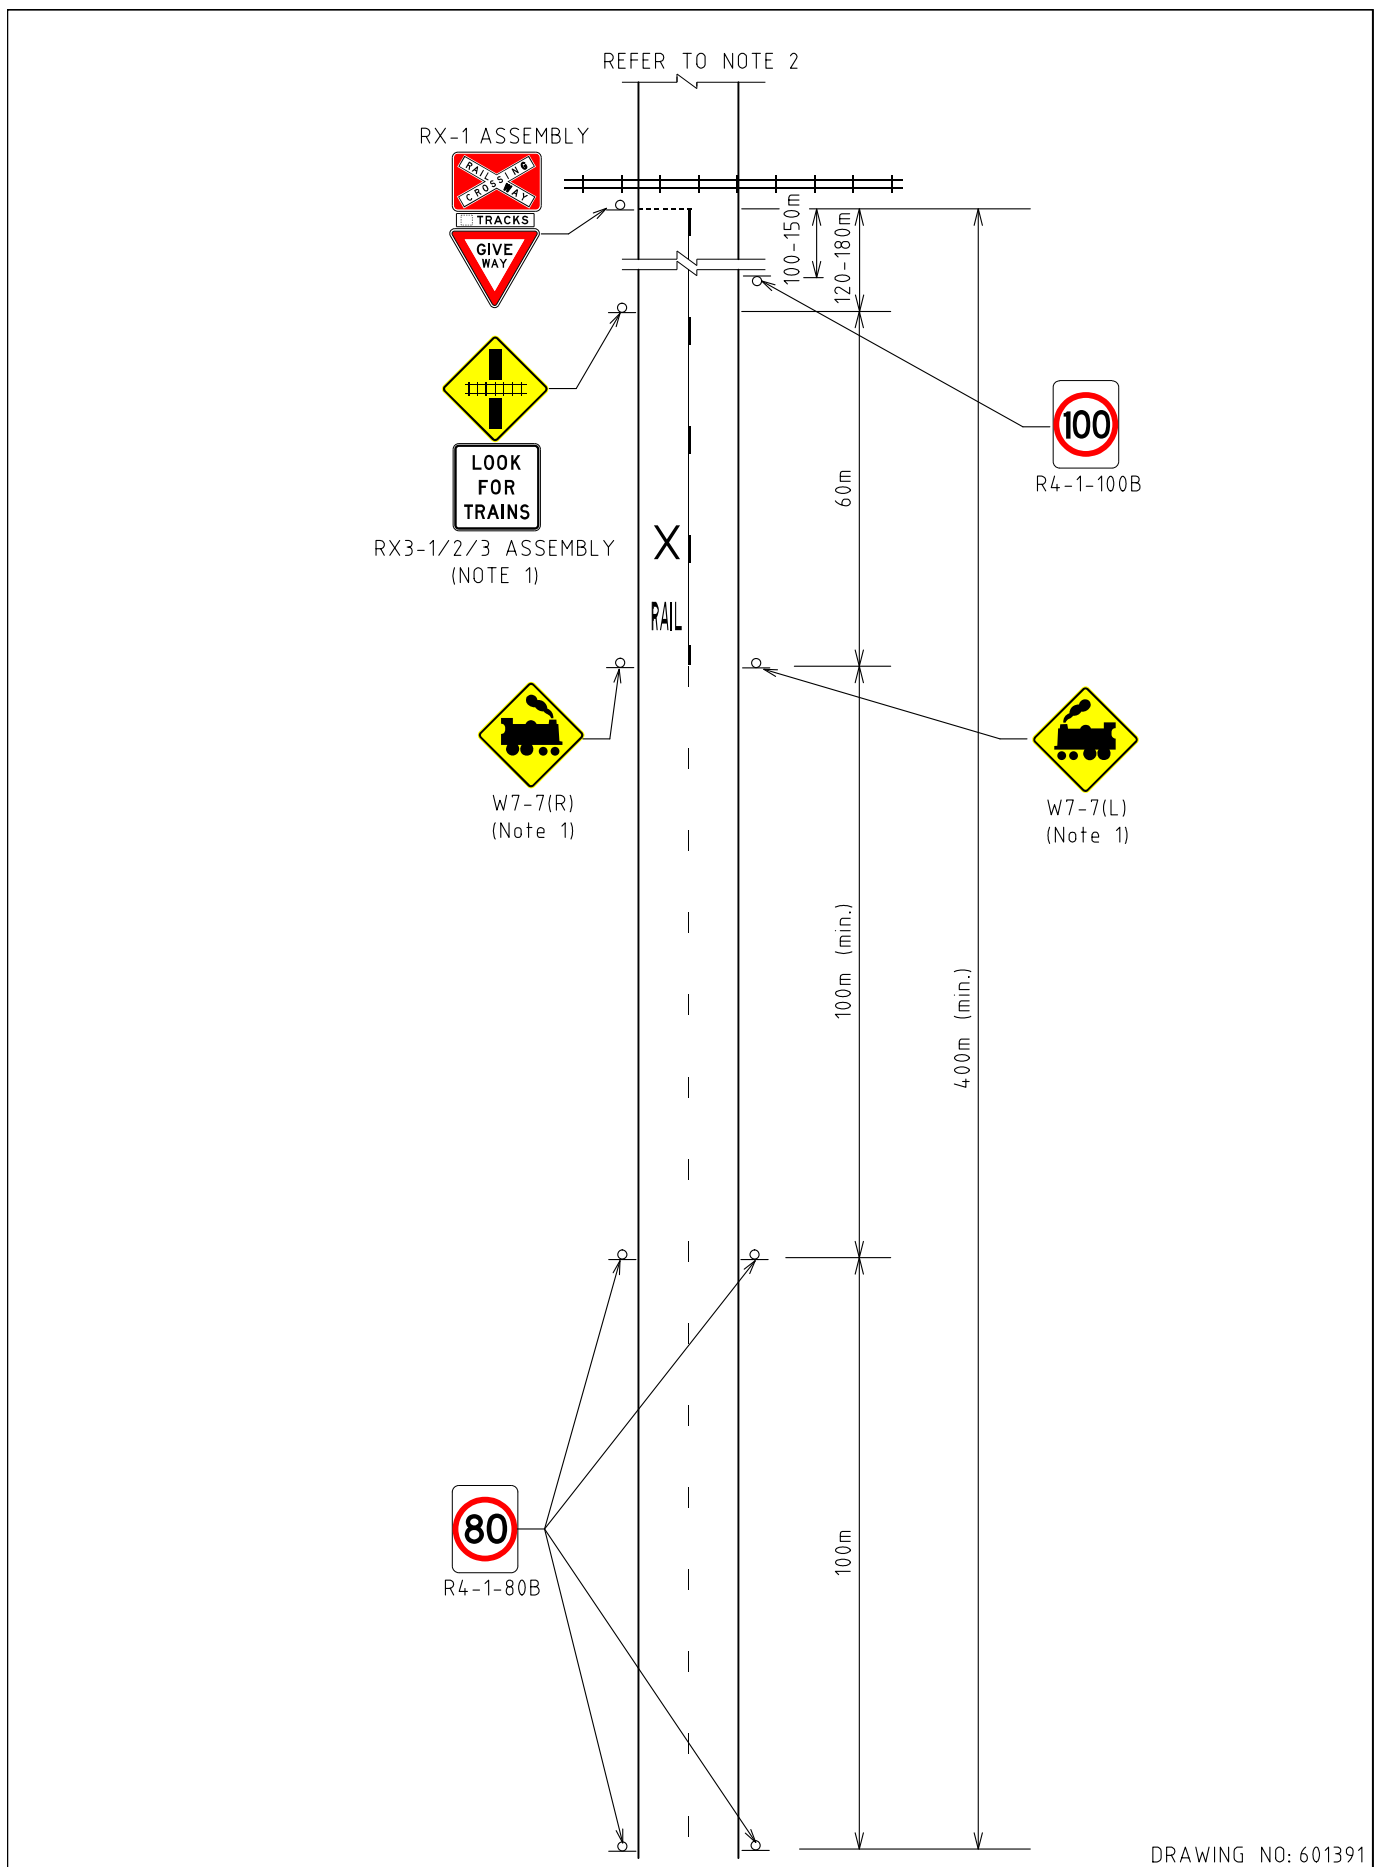 REFER TO NOTE 2
RX-1 ASSEMBLY
RAIL WAY
CROSSING
TRACKS
GIVE
WAY
100-150m
120-180m
LOOK
FOR
TRAINS
RX3-1/2/3 ASSEMBLY
(NOTE 1)
100
R4-1-100B
60m
X
RAIL
W7-7(R)
(Note 1)
W7-7(L)
(Note 1)
100m (min.)
400m (min.)
80
R4-1-80B
100m
DRAWING NO: 601391